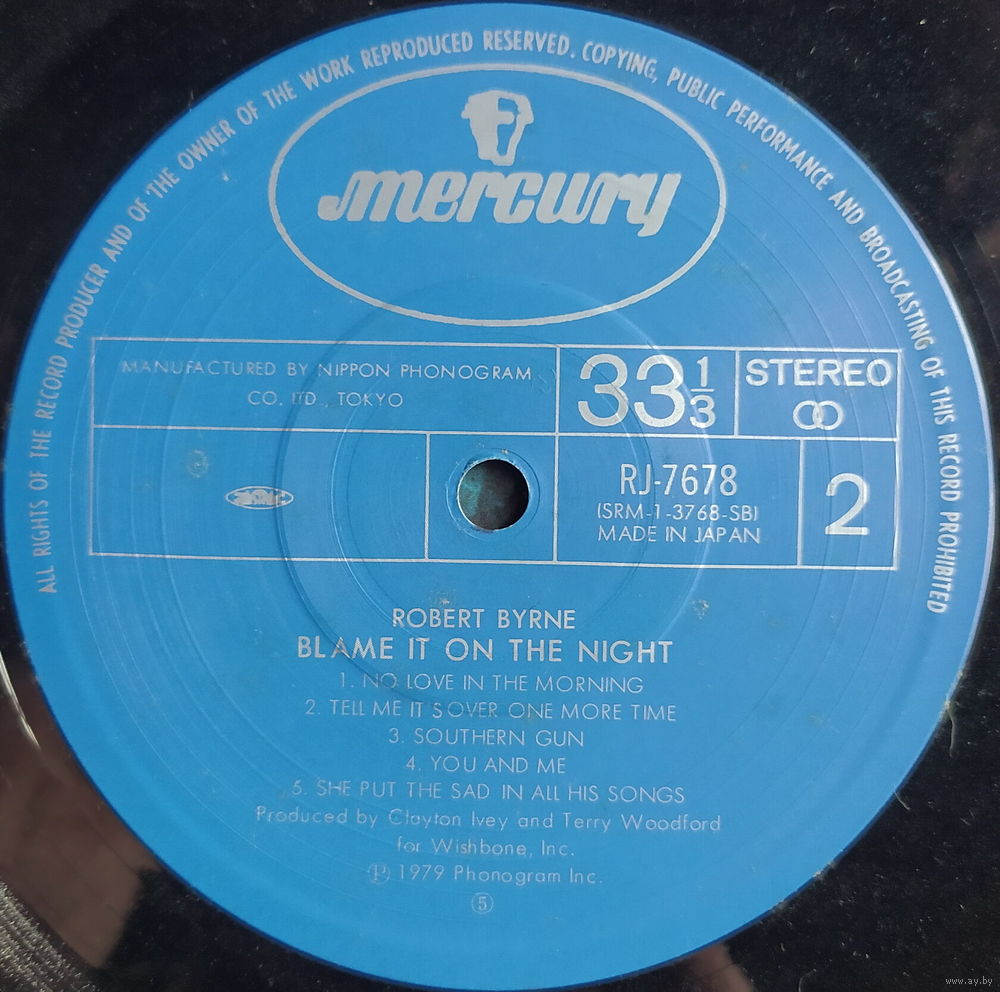 ALL RIGHTS OF THE RECORD PRODUCER AND OF THE OWNER OF THE WORK REPRODUCED RESERVED. COPYING, PUBLIC PERFORMANCE AND BROADCASTING OF THIS RECORD PROHIBITED
mercury
MANUFACTURED BY NIPPON PHONOGRAM
CO. LTD., TOKYO
33 1/3
STEREO
RJ-7678
(SRM-1-3768-SB)
MADE IN JAPAN
2
ROBERT BYRNE
BLAME IT ON THE NIGHT
1. NO LOVE IN THE MORNING
2. TELL ME IT'S OVER ONE MORE TIME
3. SOUTHERN GUN
4. YOU AND ME
5. SHE PUT THE SAD IN ALL HIS SONGS
Produced by Clayton Ivey and Terry Woodford
for Wishbone, Inc.
Ⓟ 1979 Phonogram Inc.
⑤
www.ay.by